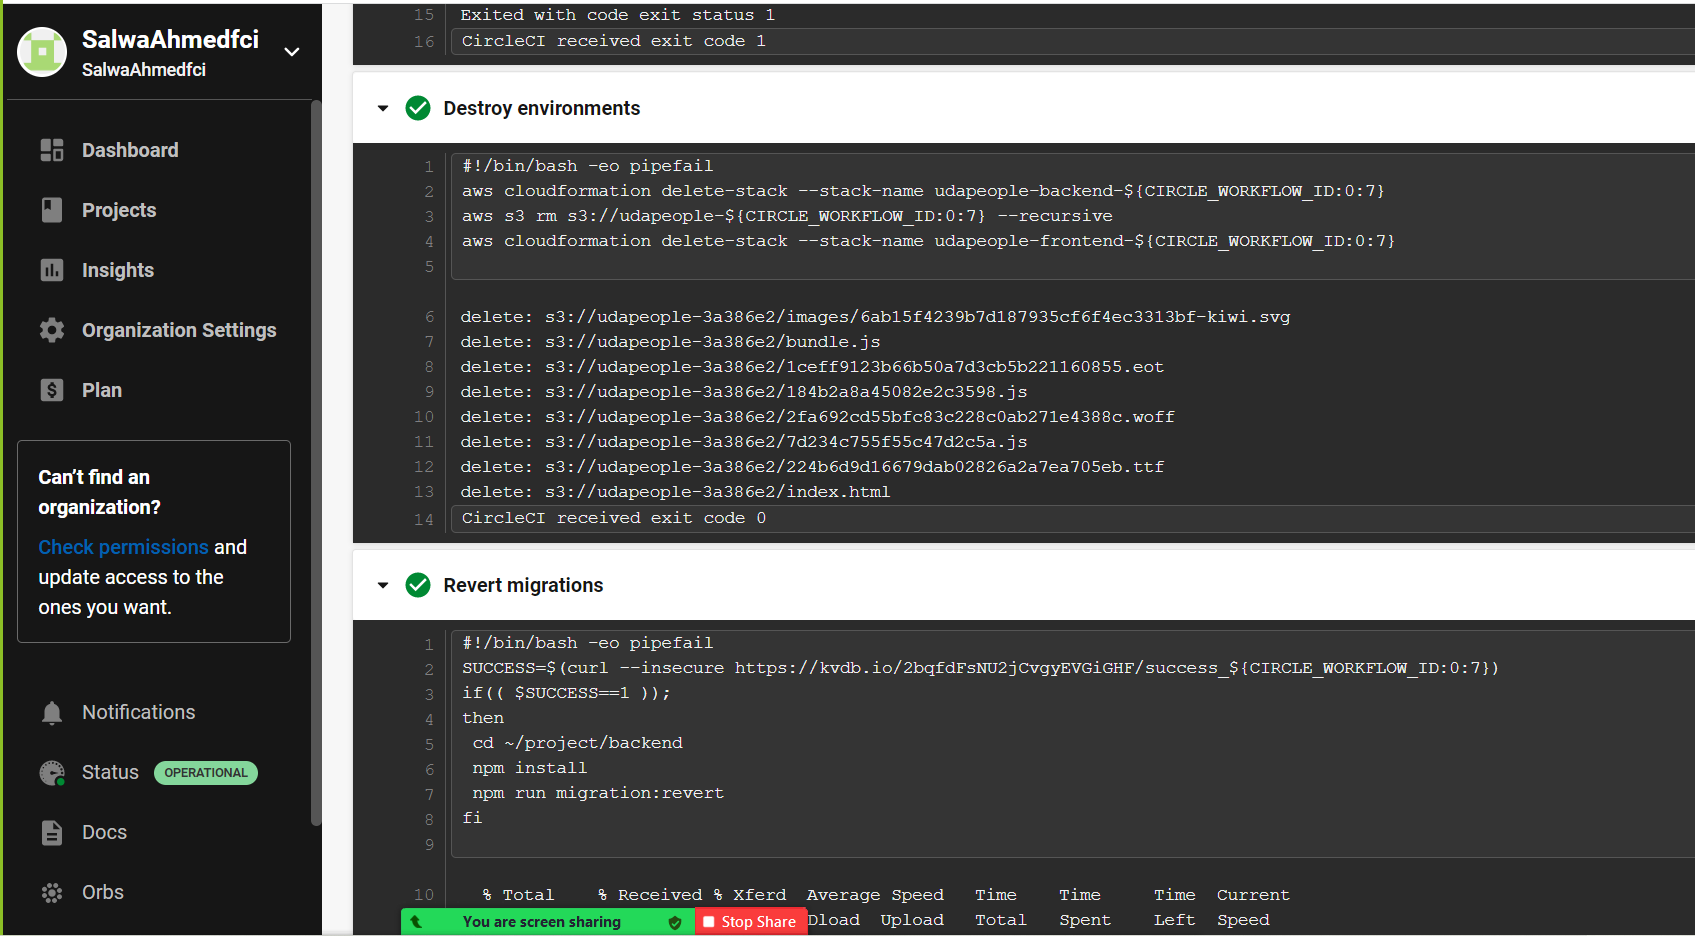 SalwaAhmedfci
SalwaAhmedfci
Dashboard
Projects
Insights
Organization Settings
Plan
Can't find an
organization?
Check permissions and
update access to the
ones you want.
Notifications
Status OPERATIONAL
Docs
Orbs
15 Exited with code exit status 1
16 CircleCI received exit code 1
Destroy environments
1 #!/bin/bash -eo pipefail
2 aws cloudformation delete-stack --stack-name udapeople-backend-${CIRCLE_WORKFLOW_ID:0:7}
3 aws s3 rm s3://udapeople-${CIRCLE_WORKFLOW_ID:0:7} --recursive
4 aws cloudformation delete-stack --stack-name udapeople-frontend-${CIRCLE_WORKFLOW_ID:0:7}
5
6 delete: s3://udapeople-3a386e2/images/6ab15f4239b7d187935cf6f4ec3313bf-kiwi.svg
7 delete: s3://udapeople-3a386e2/bundle.js
8 delete: s3://udapeople-3a386e2/1ceff9123b66b50a7d3cb5b221160855.eot
9 delete: s3://udapeople-3a386e2/184b2a8a45082e2c3598.js
10 delete: s3://udapeople-3a386e2/2fa692cd55bfc83c228c0ab271e4388c.woff
11 delete: s3://udapeople-3a386e2/7d234c755f55c47d2c5a.js
12 delete: s3://udapeople-3a386e2/224b6d9d16679dab02826a2a7ea705eb.ttf
13 delete: s3://udapeople-3a386e2/index.html
14 CircleCI received exit code 0
Revert migrations
1 #!/bin/bash -eo pipefail
2 SUCCESS=$(curl --insecure https://kvdb.io/2bqfdFsNU2jCvgyEVGiGHF/success_${CIRCLE_WORKFLOW_ID:0:7})
3 if(( $SUCCESS==1 ));
4 then
5 cd ~/project/backend
6 npm install
7 npm run migration:revert
8 fi
9
10 % Total % Received % Xferd Average Speed Time Time Time Current
Dload Upload Total Spent Left Speed
You are screen sharing Stop Share